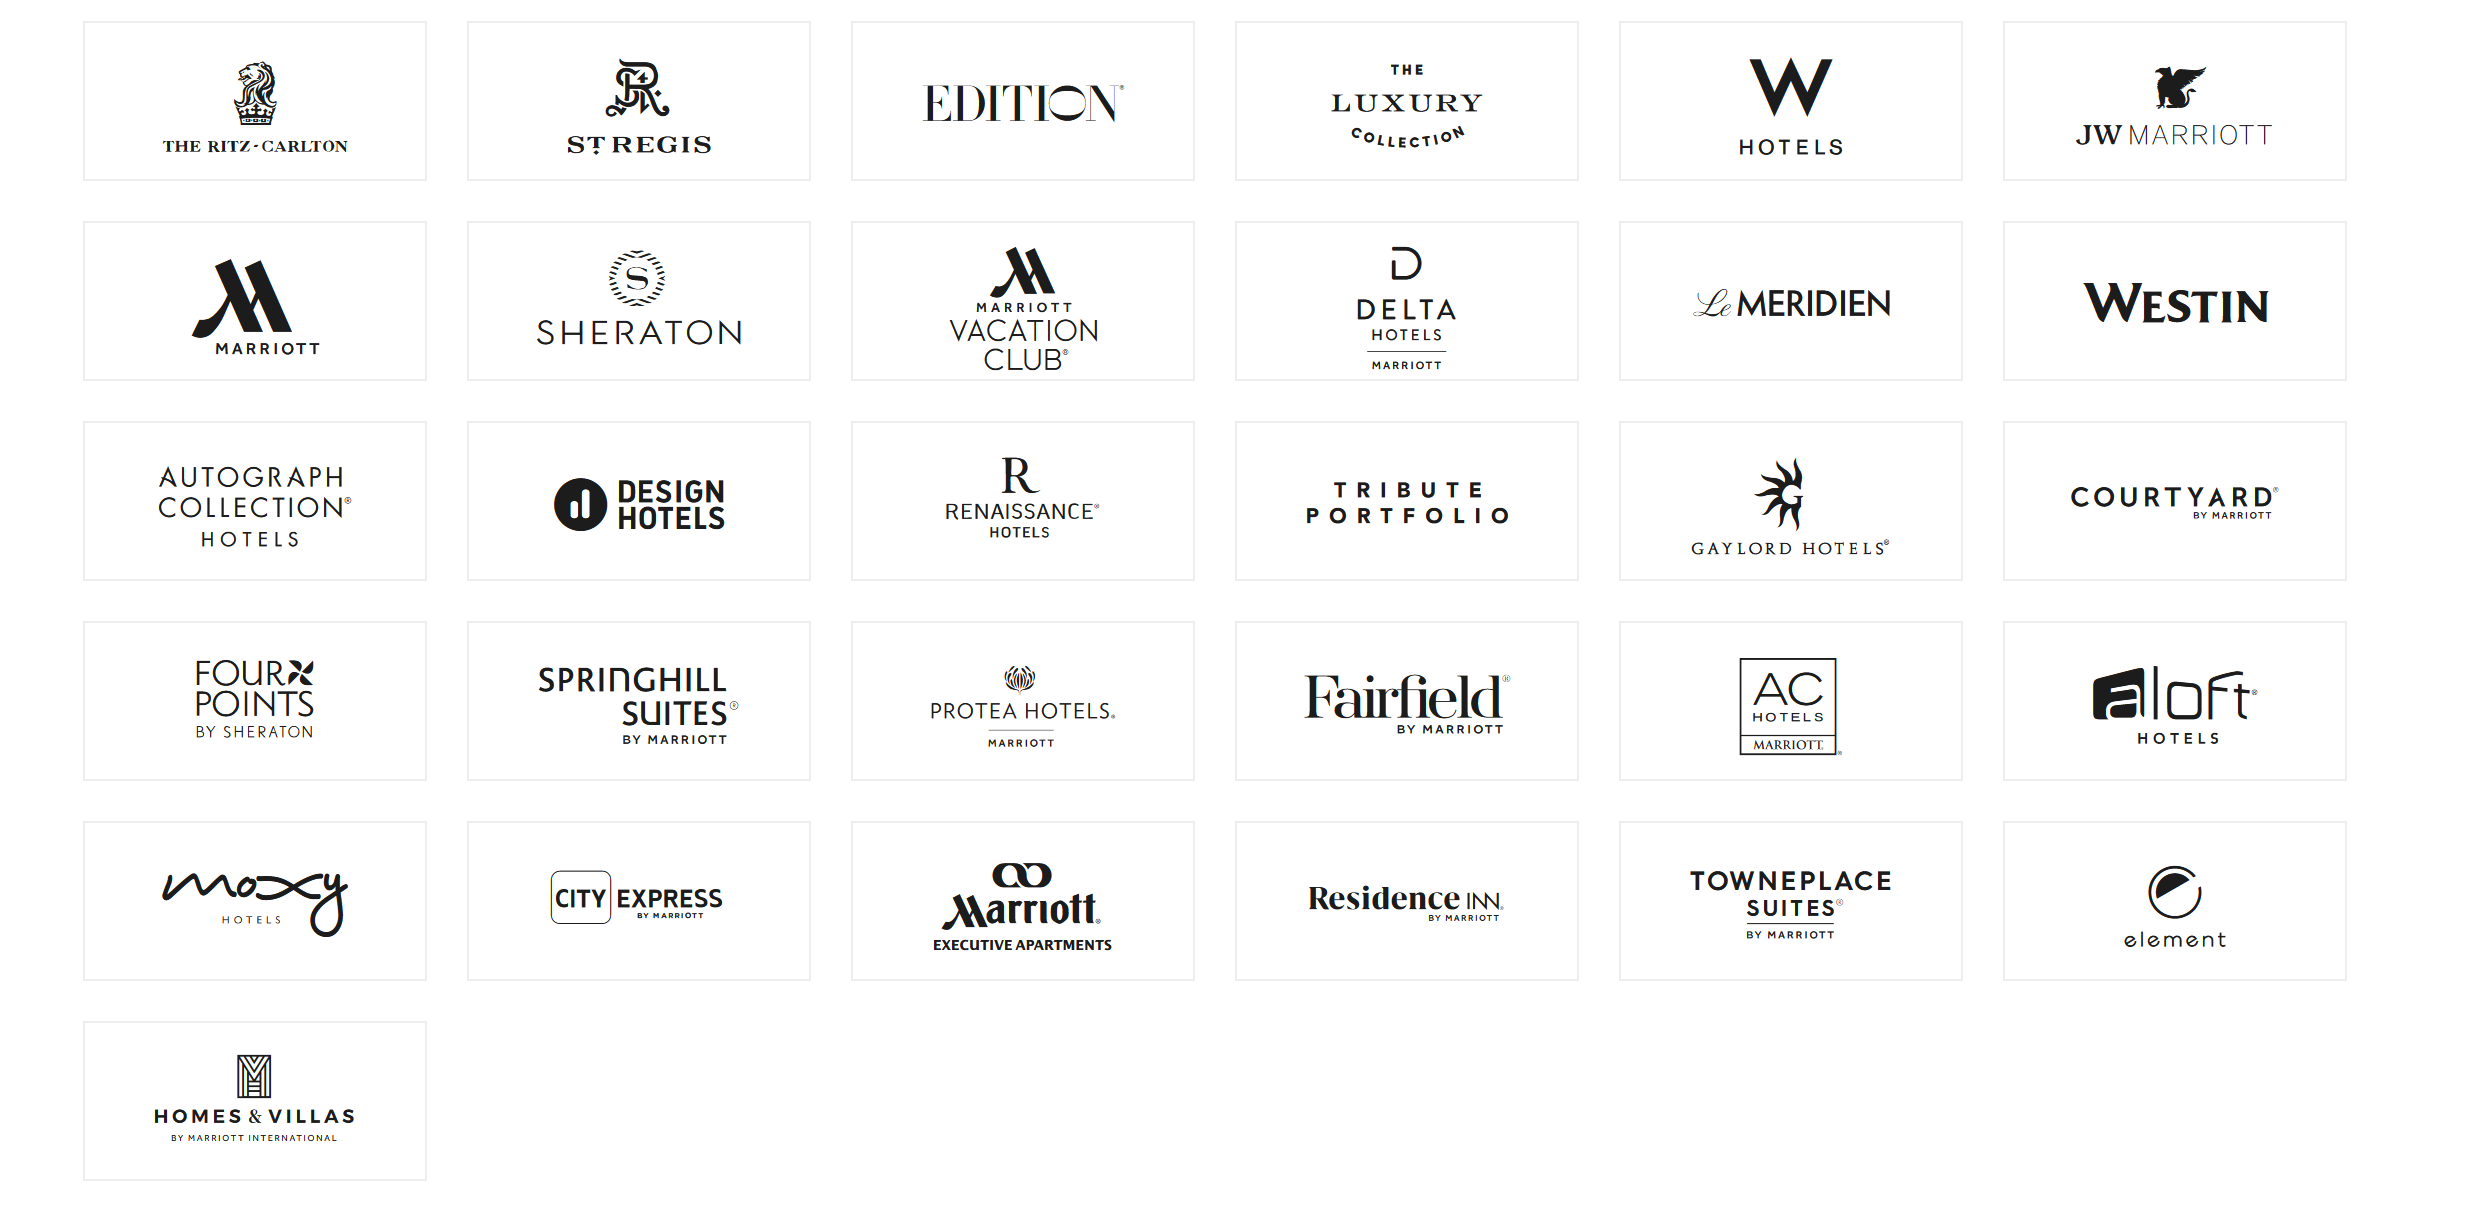 THE RITZ-CARLTON
ST REGIS
EDITION®
THE
LUXURY
COLLECTION
W
HOTELS
JW MARRIOTT
MARRIOTT
S
SHERATON
MARRIOTT
VACATION
CLUB®
D
DELTA
HOTELS
MARRIOTT
Le MERIDIEN
WESTIN
AUTOGRAPH
COLLECTION®
HOTELS
DESIGN
HOTELS
R
RENAISSANCE®
HOTELS
TRIBUTE
PORTFOLIO
G
GAYLORD HOTELS®
COURTYARD®
BY MARRIOTT
FOUR
POINTS
BY SHERATON
SPRINGHILL
SUITES®
BY MARRIOTT
PROTEA HOTELS®
MARRIOTT
Fairfield®
BY MARRIOTT
AC
HOTELS
MARRIOTT®
aloft®
HOTELS
moxy
HOTELS
CITY EXPRESS
BY MARRIOTT
Marriott®
EXECUTIVE APARTMENTS
Residence INN®
BY MARRIOTT
TOWNEPLACE
SUITES®
BY MARRIOTT
element
HOMES & VILLAS
BY MARRIOTT INTERNATIONAL